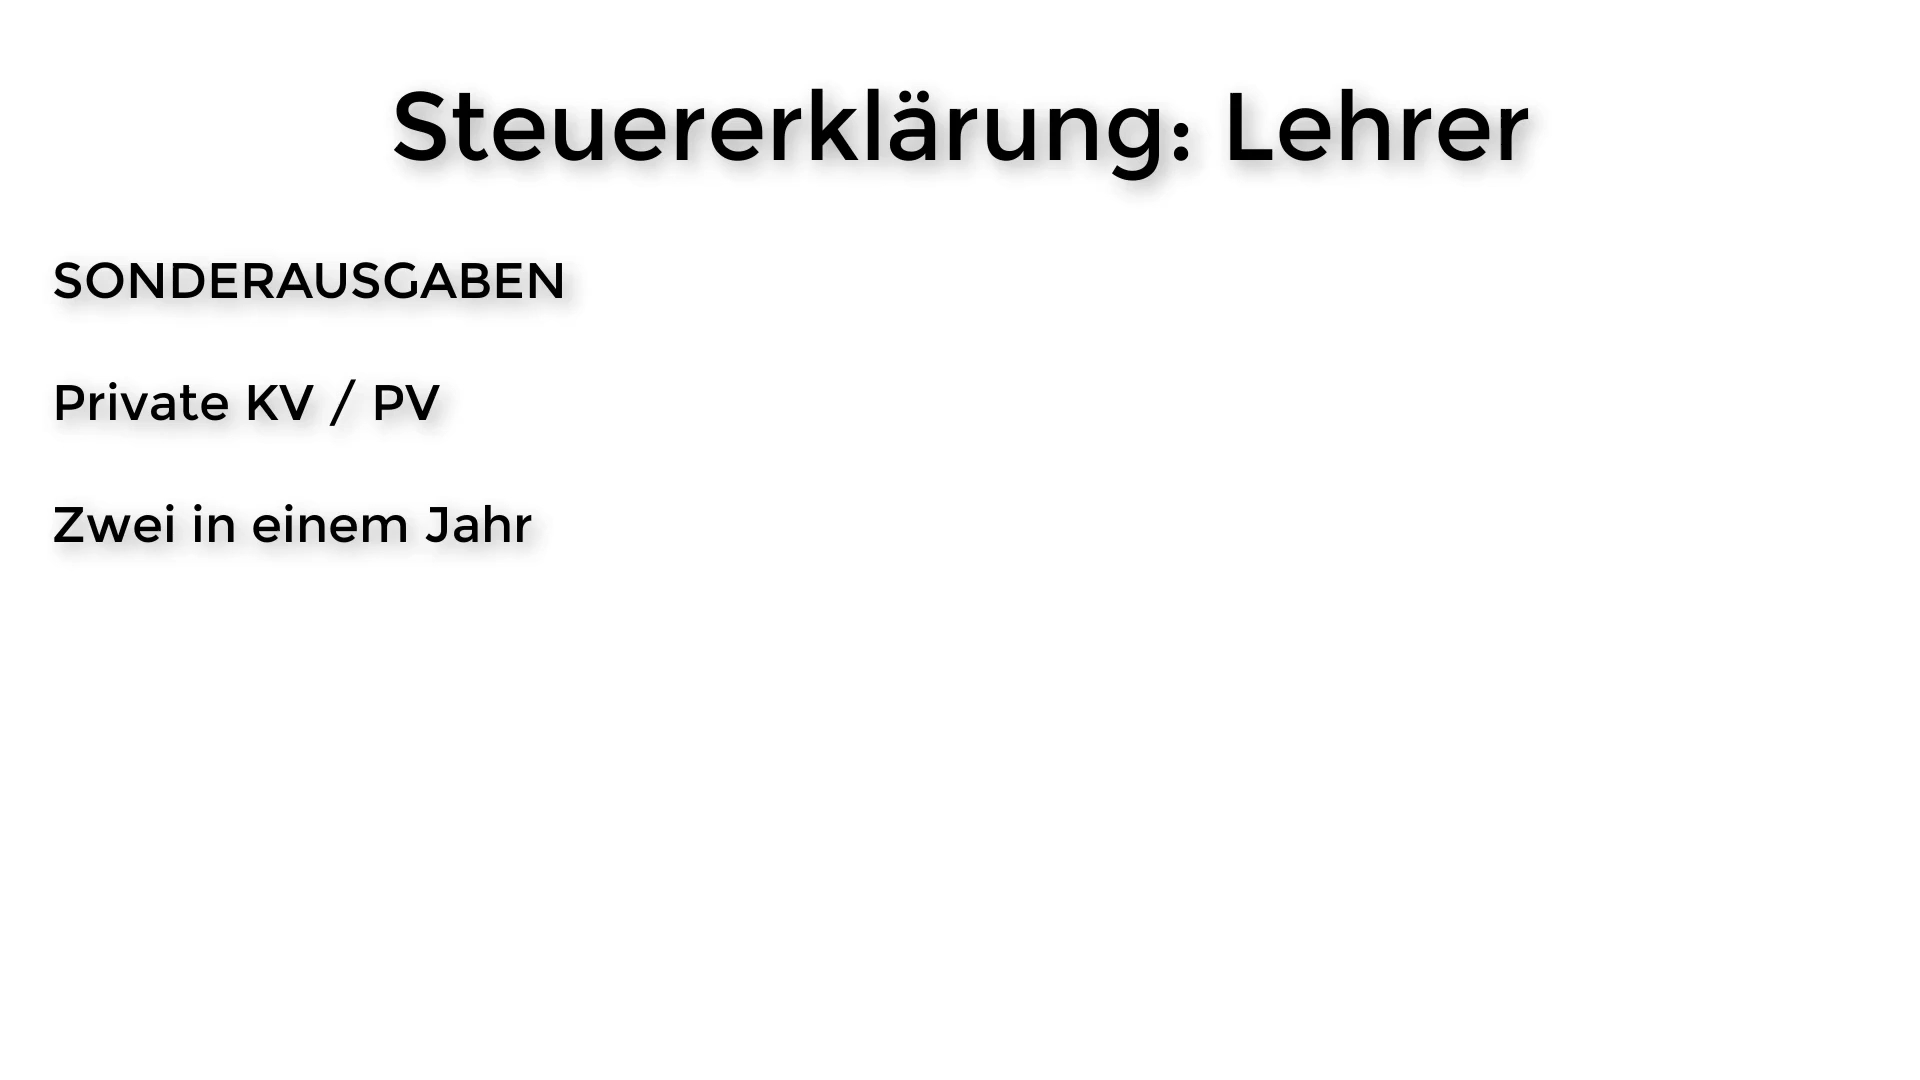 Steuererklärung: Lehrer
SONDERAUSGABEN
Private KV / PV
Zwei in einem Jahr